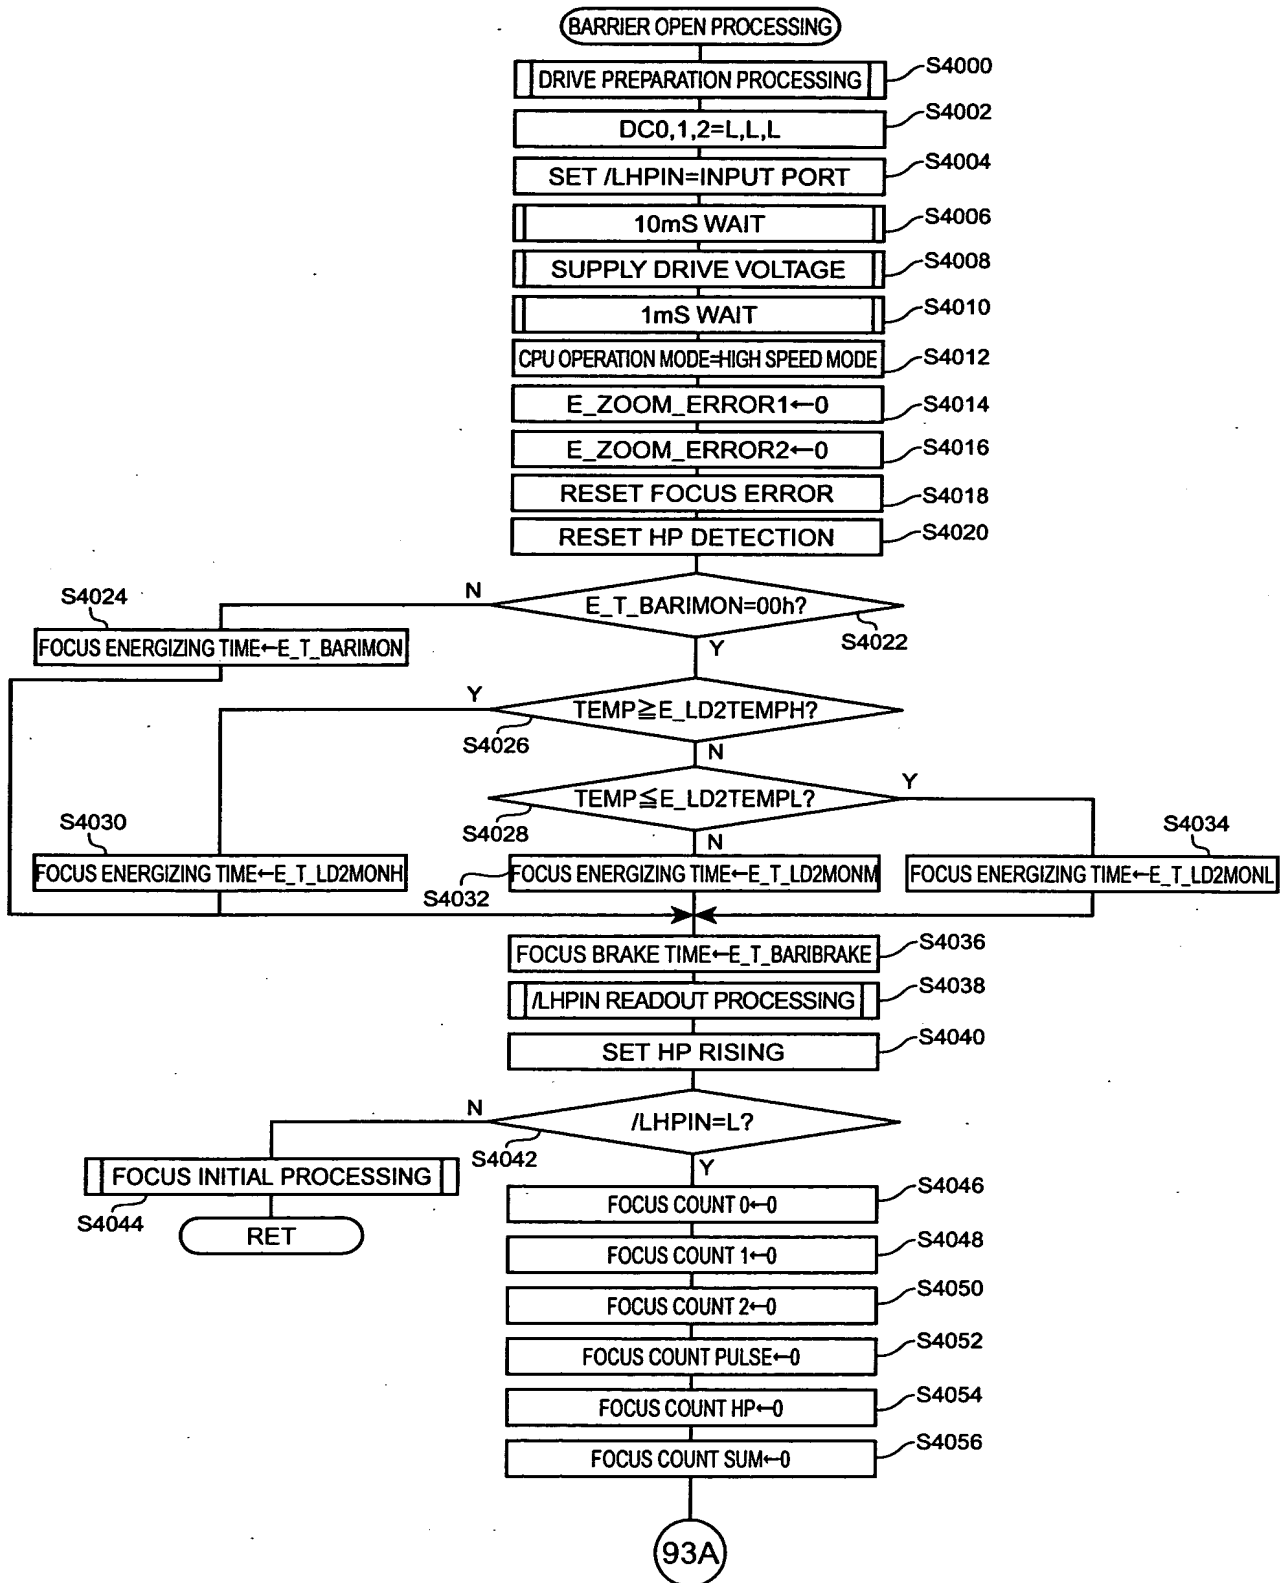 BARRIER OPEN PROCESSING
DRIVE PREPARATION PROCESSING
S4000
DC0,1,2=L,L,L
S4002
SET /LHPIN=INPUT PORT
S4004
10mS WAIT
S4006
SUPPLY DRIVE VOLTAGE
S4008
1mS WAIT
S4010
CPU OPERATION MODE=HIGH SPEED MODE
S4012
E_ZOOM_ERROR1←0
S4014
E_ZOOM_ERROR2←0
S4016
RESET FOCUS ERROR
S4018
RESET HP DETECTION
S4020
E_T_BARIMON=00h?
S4022
N
Y
S4024
FOCUS ENERGIZING TIME←E_T_BARIMON
TEMP≧E_LD2TEMPH?
S4026
Y
N
TEMP≦E_LD2TEMPL?
S4028
Y
N
S4030
FOCUS ENERGIZING TIME←E_T_LD2MONH
S4032
FOCUS ENERGIZING TIME←E_T_LD2MONM
S4034
FOCUS ENERGIZING TIME←E_T_LD2MONL
FOCUS BRAKE TIME←E_T_BARIBRAKE
S4036
/LHPIN READOUT PROCESSING
S4038
SET HP RISING
S4040
/LHPIN=L?
S4042
N
Y
FOCUS INITIAL PROCESSING
S4044
RET
FOCUS COUNT 0←0
S4046
FOCUS COUNT 1←0
S4048
FOCUS COUNT 2←0
S4050
FOCUS COUNT PULSE←0
S4052
FOCUS COUNT HP←0
S4054
FOCUS COUNT SUM←0
S4056
93A